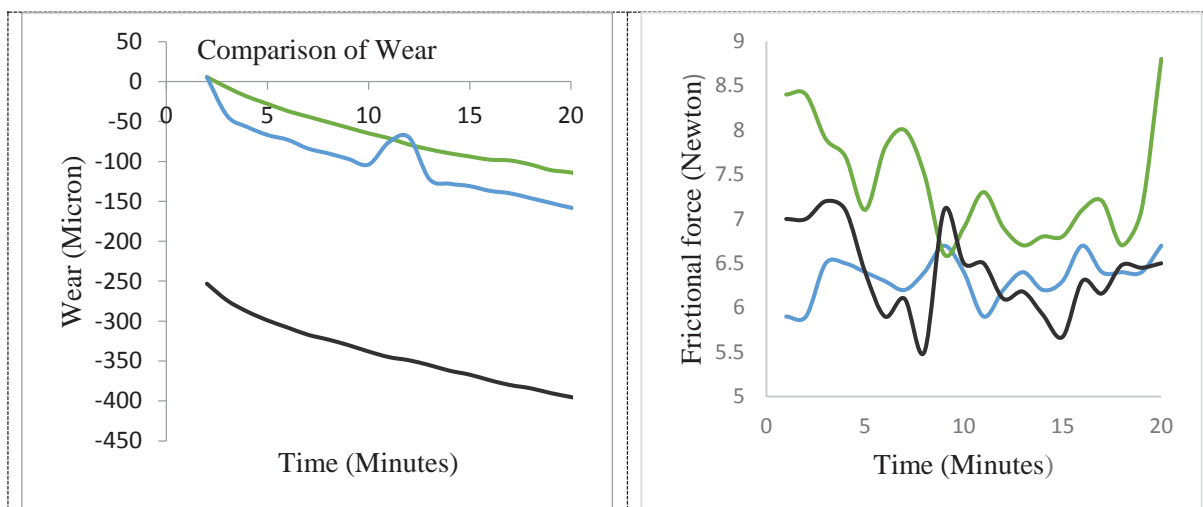 Comparison of Wear
50
0
-50
-100
-150
-200
-250
-300
-350
-400
-450
0 5 10 15 20
Wear (Micron)
Time (Minutes)
9
8.5
8
7.5
7
6.5
6
5.5
5
0 5 10 15 20
Frictional force (Newton)
Time (Minutes)